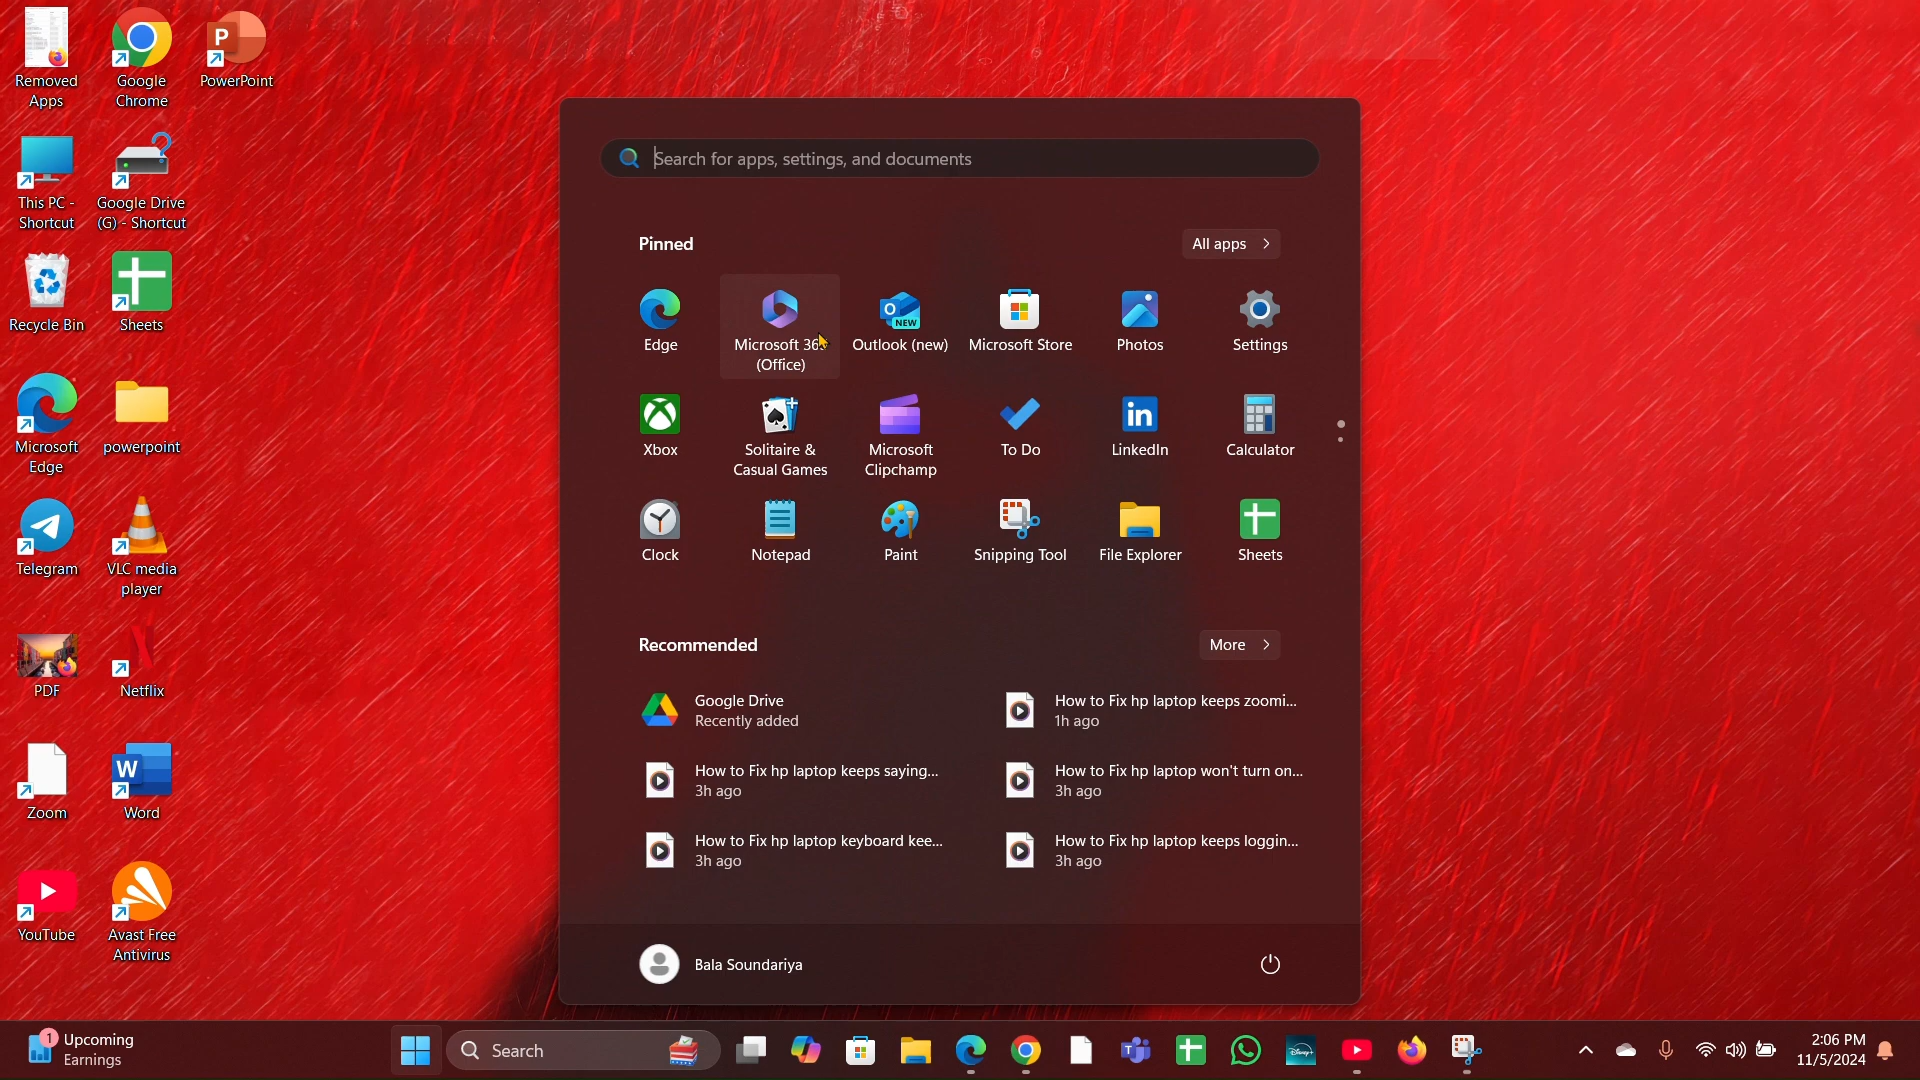 Removed
Apps
Google
Chrome
PowerPoint
This PC -
Shortcut
Google Drive
(G) - Shortcut
Recycle Bin
Sheets
Microsoft
Edge
powerpoint
Telegram
VLC media
player
PDF
Netflix
Zoom
Word
YouTube
Avast Free
Antivirus
Search for apps, settings, and documents
Pinned
All apps
Edge
Microsoft 36
(Office)
Outlook (new)
Microsoft Store
Photos
Settings
Xbox
Solitaire &
Casual Games
Microsoft
Clipchamp
To Do
LinkedIn
Calculator
Clock
Notepad
Paint
Snipping Tool
File Explorer
Sheets
Recommended
More
Google Drive
Recently added
How to Fix hp laptop keeps zoomi...
1h ago
How to Fix hp laptop keeps saying...
3h ago
How to Fix hp laptop won't turn on...
3h ago
How to Fix hp laptop keyboard kee...
3h ago
How to Fix hp laptop keeps loggin...
3h ago
Bala Soundariya
1
Upcoming
Earnings
Search
2:06 PM
11/5/2024